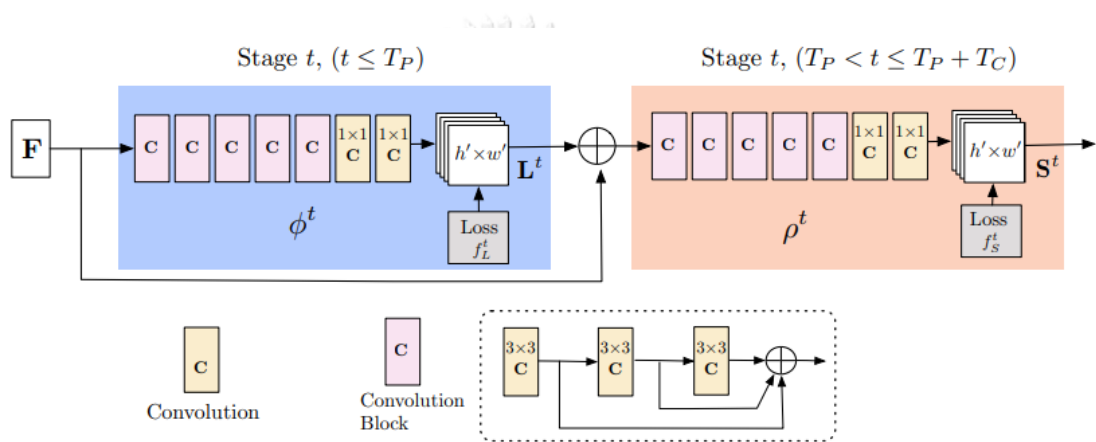 Stage t, (t ≤ T_P)
Stage t, (T_P < t ≤ T_P + T_C)
F
C C C C C 1×1 C 1×1 C
h′×w′
L^t
Loss
f_L^t
ϕ^t
C C C C C 1×1 C 1×1 C
h′×w′
S^t
Loss
f_S^t
ρ^t
C
Convolution
C
Convolution
Block
3×3 C 3×3 C 3×3 C